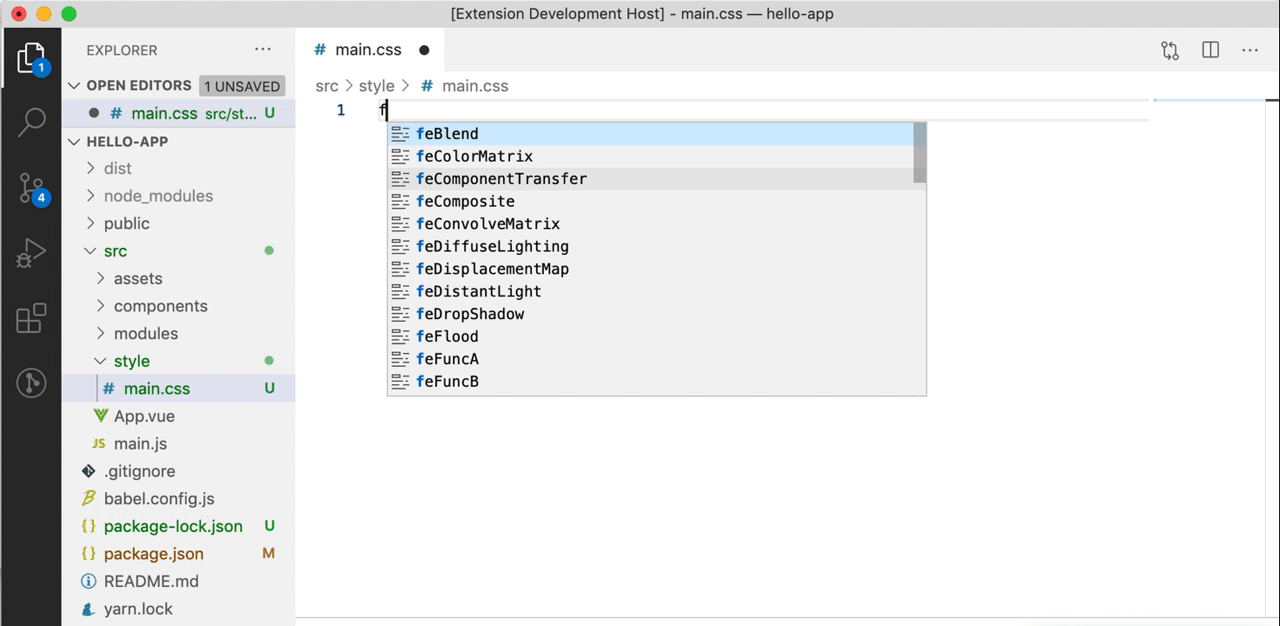 [Extension Development Host] - main.css — hello-app
1
4
EXPLORER
OPEN EDITORS 1 UNSAVED
# main.css src/st... U
HELLO-APP
dist
node_modules
public
src
assets
components
modules
style
# main.css U
App.vue
JS main.js
.gitignore
babel.config.js
{} package-lock.json U
{} package.json M
README.md
yarn.lock
# main.css
src > style > # main.css
1 f
feBlend
feColorMatrix
feComponentTransfer
feComposite
feConvolveMatrix
feDiffuseLighting
feDisplacementMap
feDistantLight
feDropShadow
feFlood
feFuncA
feFuncB